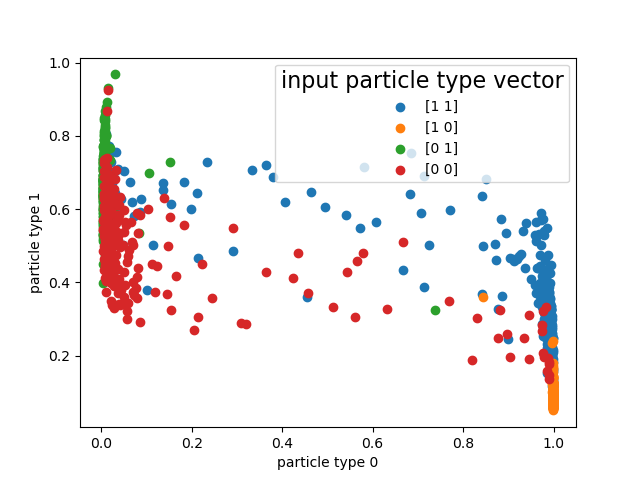 input particle type vector
[1 1]
[1 0]
[0 1]
[0 0]
1.0
0.8
0.6
0.4
0.2
particle type 1
0.0 0.2 0.4 0.6 0.8 1.0
particle type 0